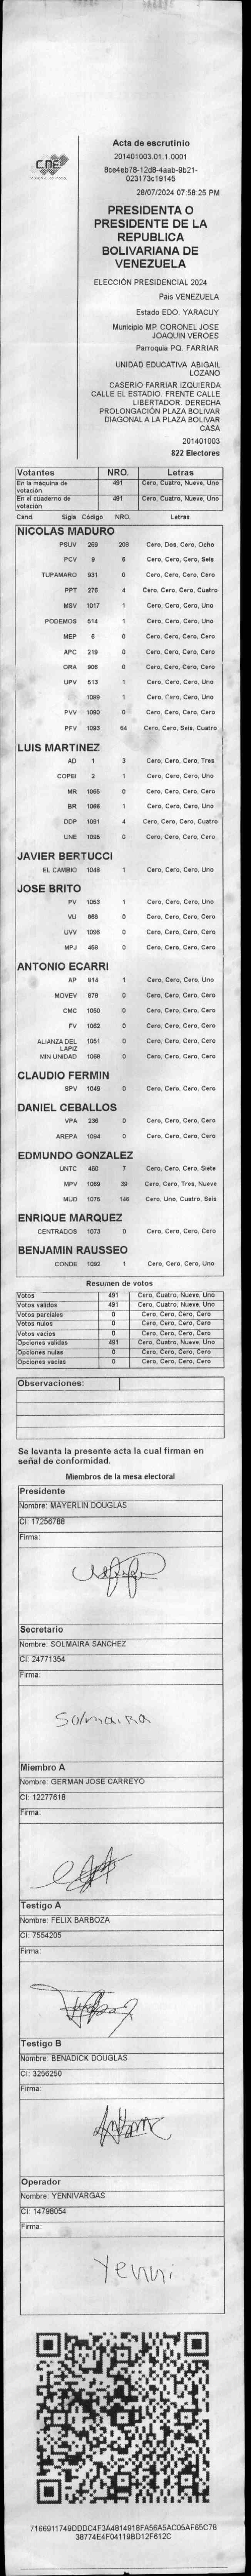 CNE
Acta de escrutinio
201401003.01.1.0001
8ce4eb78-12d8-4aab-9b21-
023173c19145
28/07/2024 07:58:25 PM
PRESIDENTA O
PRESIDENTE DE LA
REPUBLICA
BOLIVARIANA DE
VENEZUELA
ELECCIÓN PRESIDENCIAL 2024
Pais VENEZUELA
Estado EDO. YARACUY
Municipio MP. CORONEL JOSE
JOAQUIN VEROES
Parroquia PQ. FARRIAR
UNIDAD EDUCATIVA ABIGAIL
LOZANO
CASERIO FARRIAR IZQUIERDA
CALLE EL ESTADIO. FRENTE CALLE
LIBERTADOR. DERECHA
PROLONGACIÓN PLAZA BOLIVAR
DIAGONAL A LA PLAZA BOLIVAR
CASA
201401003
822 Electores
Votantes NRO. Letras
En la máquina de votación 491 Cero, Cuatro, Nueve, Uno
En el cuaderno de votación 491 Cero, Cuatro, Nueve, Uno
Cand. Sigla Código NRO. Letras
NICOLAS MADURO
PSUV 269 208 Cero, Dos, Cero, Ocho
PCV 9 6 Cero, Cero, Cero, Seis
TUPAMARO 931 0 Cero, Cero, Cero, Cero
PPT 276 4 Cero, Cero, Cero, Cuatro
MSV 1017 1 Cero, Cero, Cero, Uno
PODEMOS 514 1 Cero, Cero, Cero, Uno
MEP 6 0 Cero, Cero, Cero, Cero
APC 219 0 Cero, Cero, Cero, Cero
ORA 906 0 Cero, Cero, Cero, Cero
UPV 513 1 Cero, Cero, Cero, Uno
1089 1 Cero, Cero, Cero, Uno
PVV 1090 0 Cero, Cero, Cero, Cero
PFV 1093 64 Cero, Cero, Seis, Cuatro
LUIS MARTINEZ
AD 1 3 Cero, Cero, Cero, Tres
COPEI 2 1 Cero, Cero, Cero, Uno
MR 1065 0 Cero, Cero, Cero, Cero
BR 1066 1 Cero, Cero, Cero, Uno
DDP 1091 4 Cero, Cero, Cero, Cuatro
UNE 1095 0 Cero, Cero, Cero, Cero
JAVIER BERTUCCI
EL CAMBIO 1048 1 Cero, Cero, Cero, Uno
JOSE BRITO
PV 1053 1 Cero, Cero, Cero, Uno
VU 868 0 Cero, Cero, Cero, Cero
UVV 1096 0 Cero, Cero, Cero, Cero
MPJ 458 0 Cero, Cero, Cero, Cero
ANTONIO ECARRI
AP 914 1 Cero, Cero, Cero, Uno
MOVEV 878 0 Cero, Cero, Cero, Cero
CMC 1050 0 Cero, Cero, Cero, Cero
FV 1062 0 Cero, Cero, Cero, Cero
ALIANZA DEL LAPIZ 1051 0 Cero, Cero, Cero, Cero
MIN UNIDAD 1068 0 Cero, Cero, Cero, Cero
CLAUDIO FERMIN
SPV 1049 0 Cero, Cero, Cero, Cero
DANIEL CEBALLOS
VPA 236 0 Cero, Cero, Cero, Cero
AREPA 1094 0 Cero, Cero, Cero, Cero
EDMUNDO GONZALEZ
UNTC 460 7 Cero, Cero, Cero, Siete
MPV 1069 39 Cero, Cero, Tres, Nueve
MUD 1075 146 Cero, Uno, Cuatro, Seis
ENRIQUE MARQUEZ
CENTRADOS 1073 0 Cero, Cero, Cero, Cero
BENJAMIN RAUSSEO
CONDE 1092 1 Cero, Cero, Cero, Uno
Resumen de votos
Votos 491 Cero, Cuatro, Nueve, Uno
Votos validos 491 Cero, Cuatro, Nueve, Uno
Votos parciales 0 Cero, Cero, Cero, Cero
Votos nulos 0 Cero, Cero, Cero, Cero
Votos vacios 0 Cero, Cero, Cero, Cero
Opciones validas 491 Cero, Cuatro, Nueve, Uno
Opciones nulas 0 Cero, Cero, Cero, Cero
Opciones vacias 0 Cero, Cero, Cero, Cero
Observaciones:
Se levanta la presente acta la cual firman en
señal de conformidad.
Miembros de la mesa electoral
Presidente
Nombre: MAYERLIN DOUGLAS
CI: 17256788
Firma:
Secretario
Nombre: SOLMAIRA SANCHEZ
CI: 24771354
Firma:
Solmaira
Miembro A
Nombre: GERMAN JOSE CARREYO
CI: 12277618
Firma:
Testigo A
Nombre: FELIX BARBOZA
CI: 7554205
Firma:
Testigo B
Nombre: BENADICK DOUGLAS
CI: 3256250
Firma:
Operador
Nombre: YENNIVARGAS
CI: 14798054
Firma:
Yenni
7166911749DDDC4F3A4814918FA56A5AC05AF65C78
38774E4F04119BD12F612C